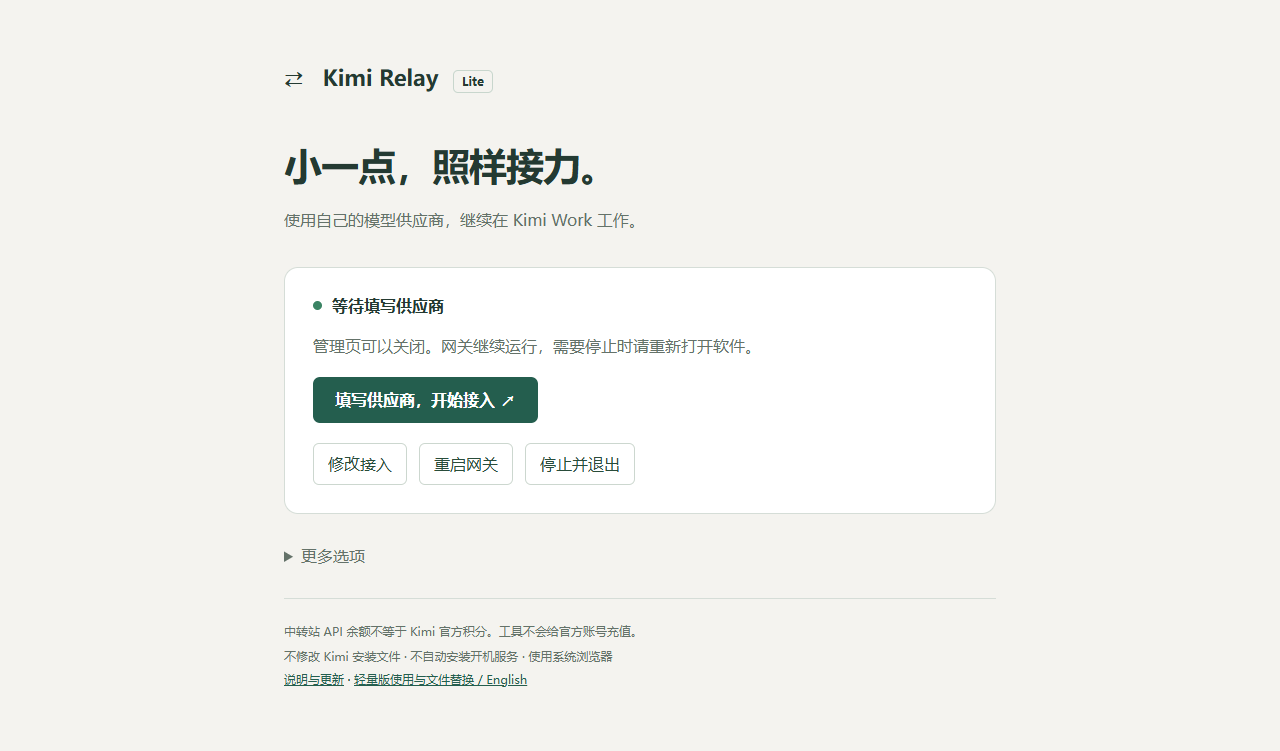 ⇄ Kimi Relay Lite
小一点，照样接力。
使用自己的模型供应商，继续在 Kimi Work 工作。
等待填写供应商
管理页可以关闭。网关继续运行，需要停止时请重新打开软件。
填写供应商，开始接入 ↗
修改接入 重启网关 停止并退出
▶ 更多选项
中转站 API 余额不等于 Kimi 官方积分。工具不会给官方账号充值。
不修改 Kimi 安装文件 · 不自动安装开机服务 · 使用系统浏览器
说明与更新 · 轻量版使用与文件替换 / English